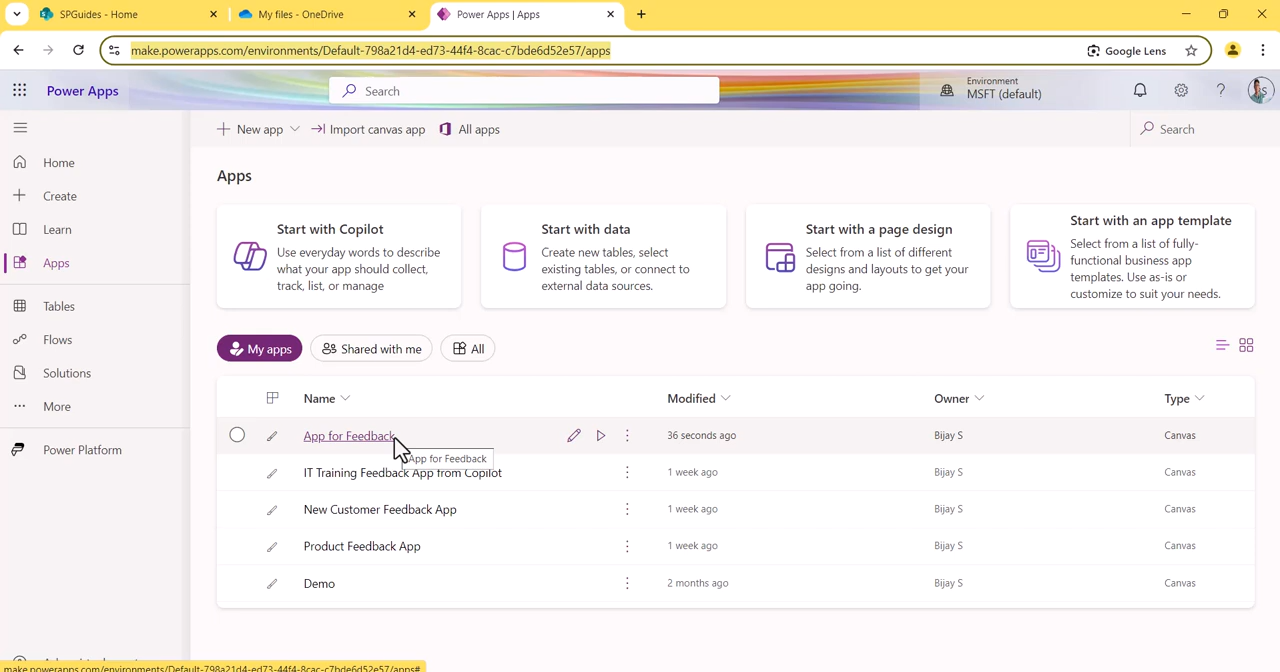 SPGuides - Home
My files - OneDrive
Power Apps | Apps
make.powerapps.com/environments/Default-798a21d4-ed73-44f4-8cac-c7bde6d52e57/apps
Google Lens
Power Apps
Search
Environment
MSFT (default)
New app
Import canvas app
All apps
Search
Home
Create
Learn
Apps
Tables
Flows
Solutions
More
Power Platform
Apps
Start with Copilot
Use everyday words to describe
what your app should collect,
track, list, or manage
Start with data
Create new tables, select
existing tables, or connect to
external data sources.
Start with a page design
Select from a list of different
designs and layouts to get your
app going.
Start with an app template
Select from a list of fully-
functional business app
templates. Use as-is or
customize to suit your needs.
My apps
Shared with me
All
Name
Modified
Owner
Type
App for Feedback
36 seconds ago
Bijay S
Canvas
App for Feedback
IT Training Feedback App from Copilot
1 week ago
Bijay S
Canvas
New Customer Feedback App
1 week ago
Bijay S
Canvas
Product Feedback App
1 week ago
Bijay S
Canvas
Demo
2 months ago
Bijay S
Canvas
make.powerapps.com/environments/Default-798a21d4-ed73-44f4-8cac-c7bde6d52e57/apps#